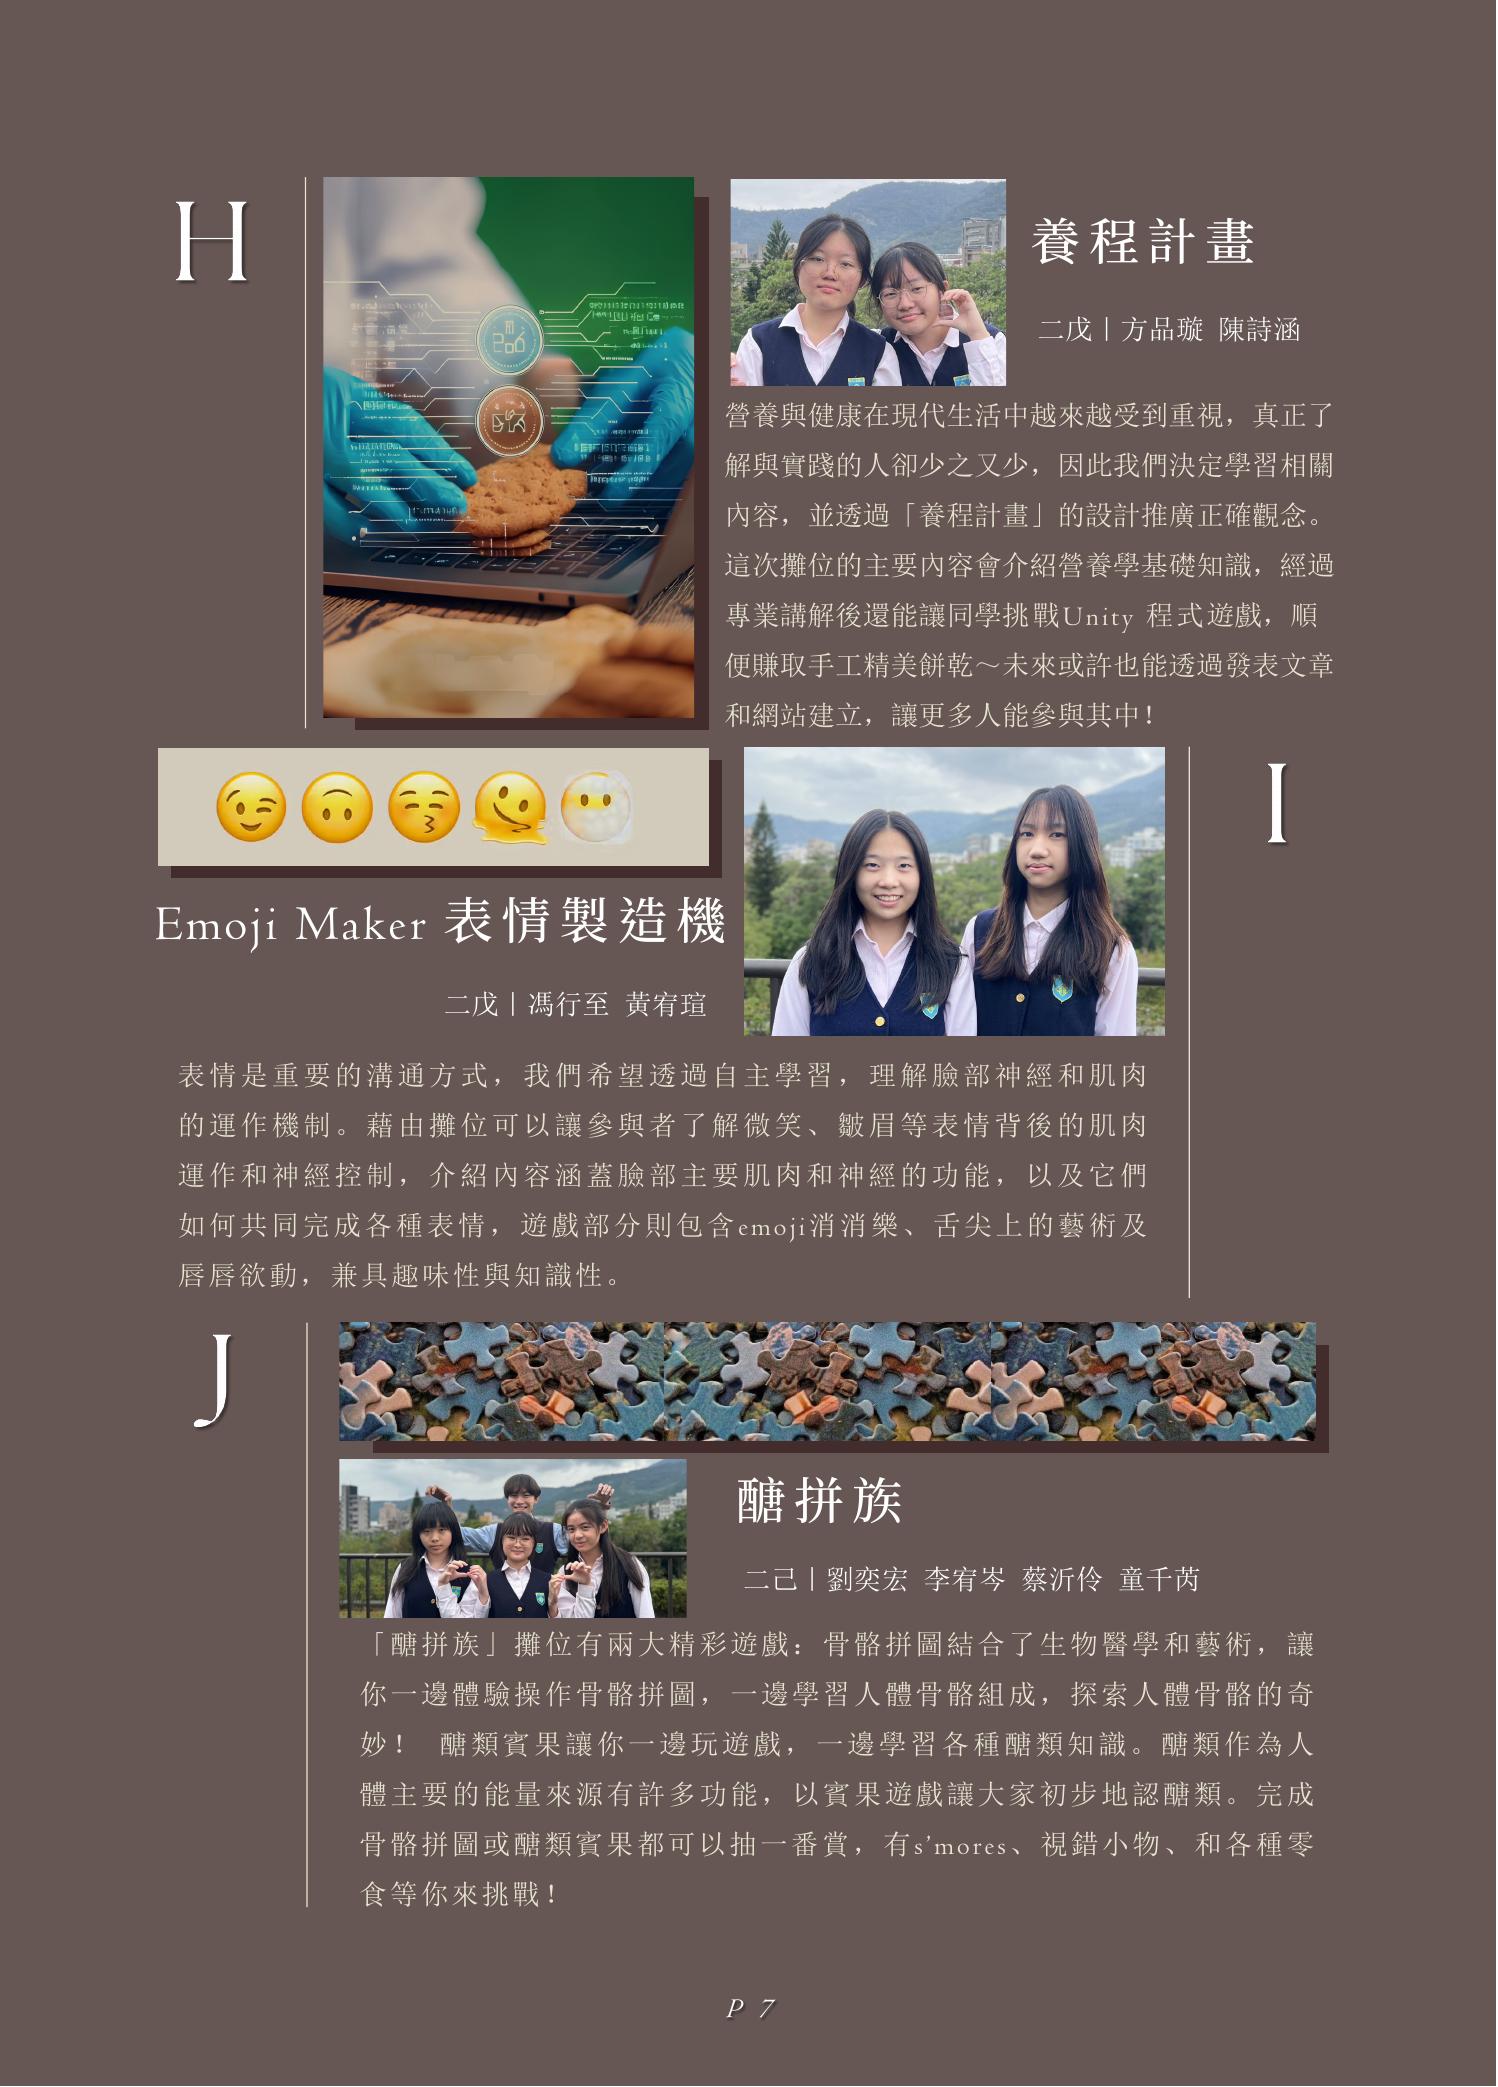 H
養程計畫
二戊｜方品璇 陳詩涵
營養與健康在現代生活中越來越受到重視，真正了
解與實踐的人卻少之又少，因此我們決定學習相關
內容，並透過「養程計畫」的設計推廣正確觀念。
這次攤位的主要內容會介紹營養學基礎知識，經過
專業講解後還能讓同學挑戰Unity 程式遊戲，順
便賺取手工精美餅乾～未來或許也能透過發表文章
和網站建立，讓更多人能參與其中！
I
Emoji Maker 表情製造機
二戊｜馮行至 黃宥瑄
表情是重要的溝通方式，我們希望透過自主學習，理解臉部神經和肌肉
的運作機制。藉由攤位可以讓參與者了解微笑、皺眉等表情背後的肌肉
運作和神經控制，介紹內容涵蓋臉部主要肌肉和神經的功能，以及它們
如何共同完成各種表情，遊戲部分則包含emoji消消樂、舌尖上的藝術及
唇唇欲動，兼具趣味性與知識性。
J
醣拼族
二己｜劉奕宏 李宥岑 蔡沂伶 童千芮
「醣拼族」攤位有兩大精彩遊戲：骨骼拼圖結合了生物醫學和藝術，讓
你一邊體驗操作骨骼拼圖，一邊學習人體骨骼組成，探索人體骨骼的奇
妙！ 醣類賓果讓你一邊玩遊戲，一邊學習各種醣類知識。醣類作為人
體主要的能量來源有許多功能，以賓果遊戲讓大家初步地認醣類。完成
骨骼拼圖或醣類賓果都可以抽一番賞，有s’mores、視錯小物、和各種零
食等你來挑戰！
P 7